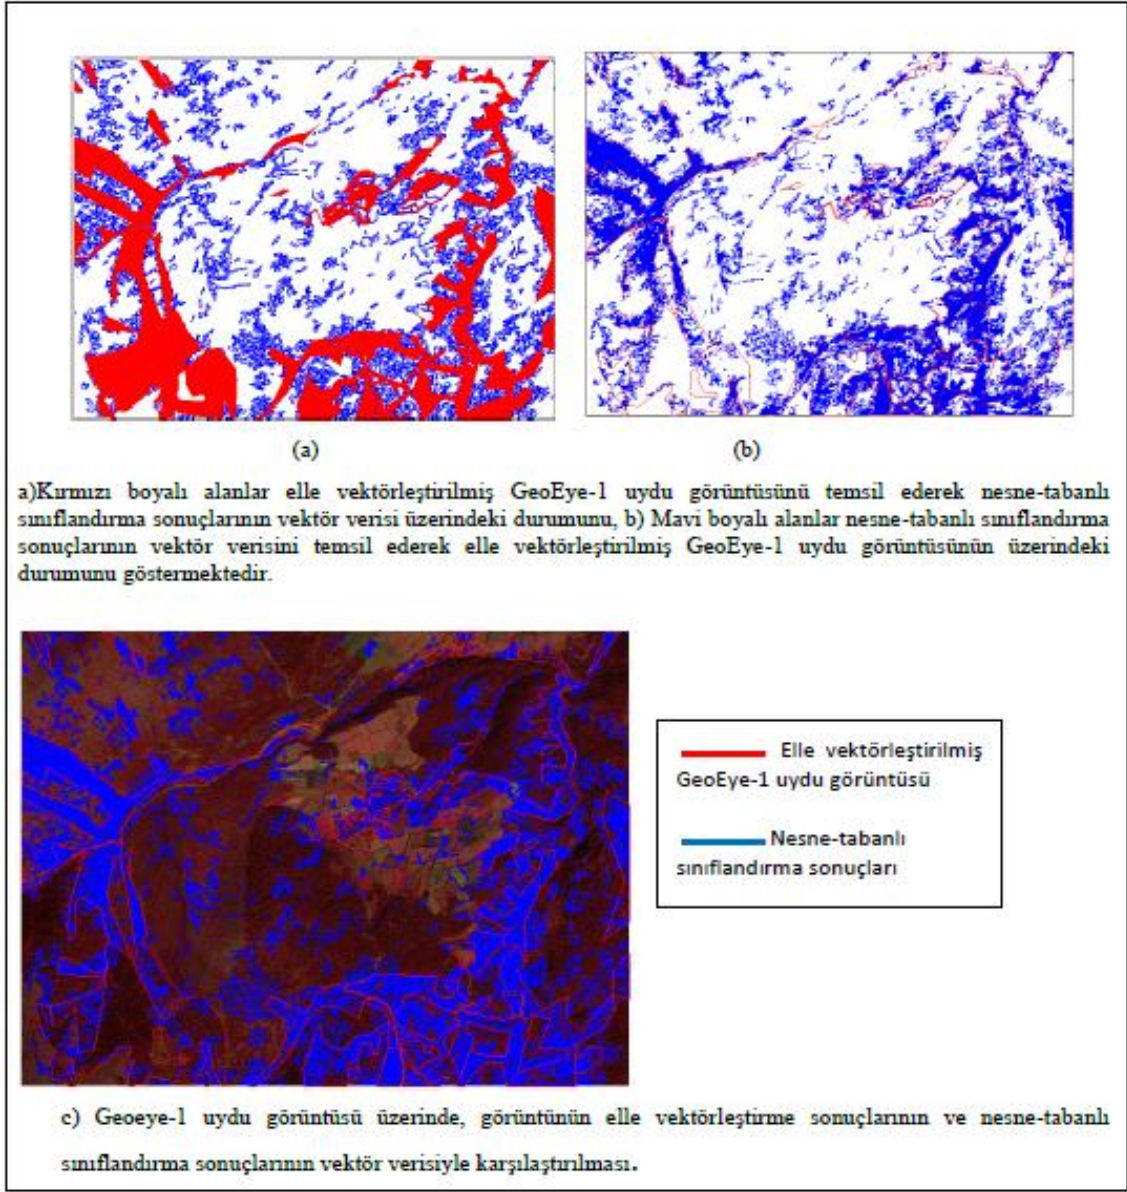 (a)
(b)
a)Kırmızı boyalı alanlar elle vektörleştirilmiş GeoEye-1 uydu görüntüsünü temsil ederek nesne-tabanlı
sınıflandırma sonuçlarının vektör verisi üzerindeki durumunu, b) Mavi boyalı alanlar nesne-tabanlı sınıflandırma
sonuçlarının vektör verisini temsil ederek elle vektörleştirilmiş GeoEye-1 uydu görüntüsünün üzerindeki
durumunu göstermektedir.
Elle vektörleştirilmiş
GeoEye-1 uydu görüntüsü
Nesne-tabanlı
sınıflandırma sonuçları
c) Geoeye-1 uydu görüntüsü üzerinde, görüntünün elle vektörleştirme sonuçlarının ve nesne-tabanlı
sınıflandırma sonuçlarının vektör verisiyle karşılaştırılması.